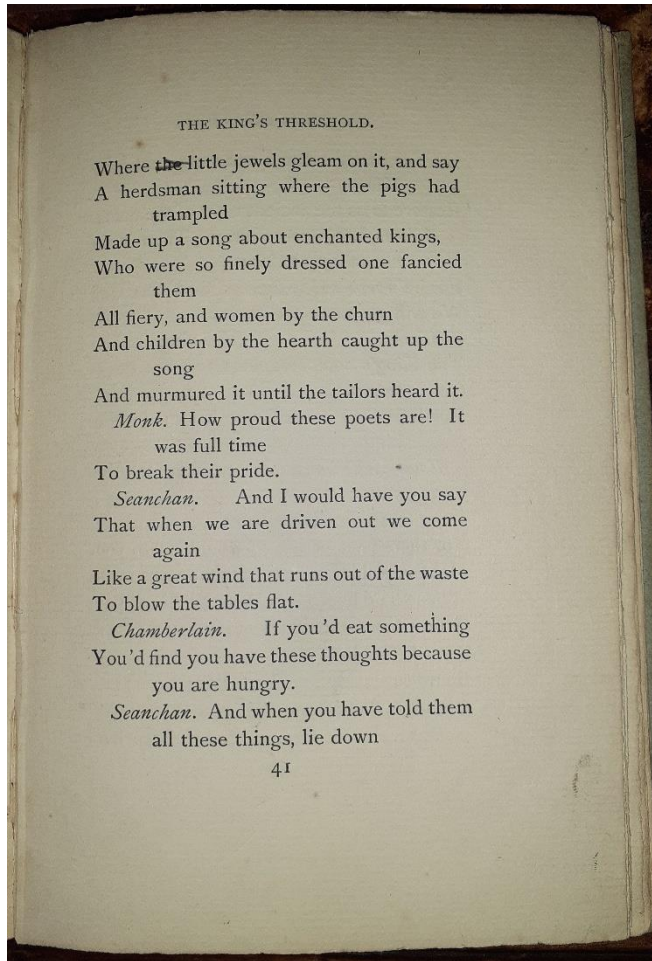 THE KING'S THRESHOLD.
Where the little jewels gleam on it, and say
A herdsman sitting where the pigs had
trampled
Made up a song about enchanted kings,
Who were so finely dressed one fancied
them
All fiery, and women by the churn
And children by the hearth caught up the
song
And murmured it until the tailors heard it.
Monk. How proud these poets are! It
was full time
To break their pride.
Seanchan. And I would have you say
That when we are driven out we come
again
Like a great wind that runs out of the waste
To blow the tables flat.
Chamberlain. If you'd eat something
You'd find you have these thoughts because
you are hungry.
Seanchan. And when you have told them
all these things, lie down
41